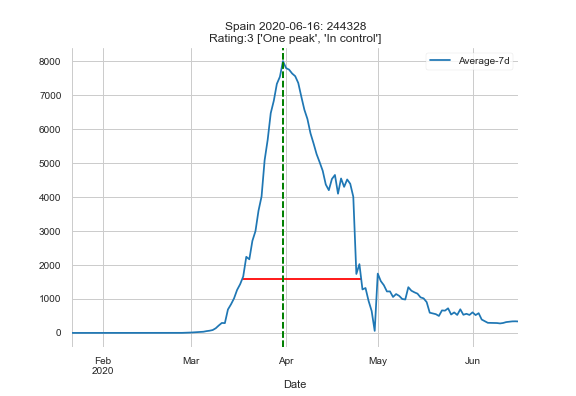 Spain 2020-06-16: 244328
Rating:3 ['One peak', 'In control']
Average-7d
8000
7000
6000
5000
4000
3000
2000
1000
0
Feb
2020
Mar
Apr
May
Jun
Date